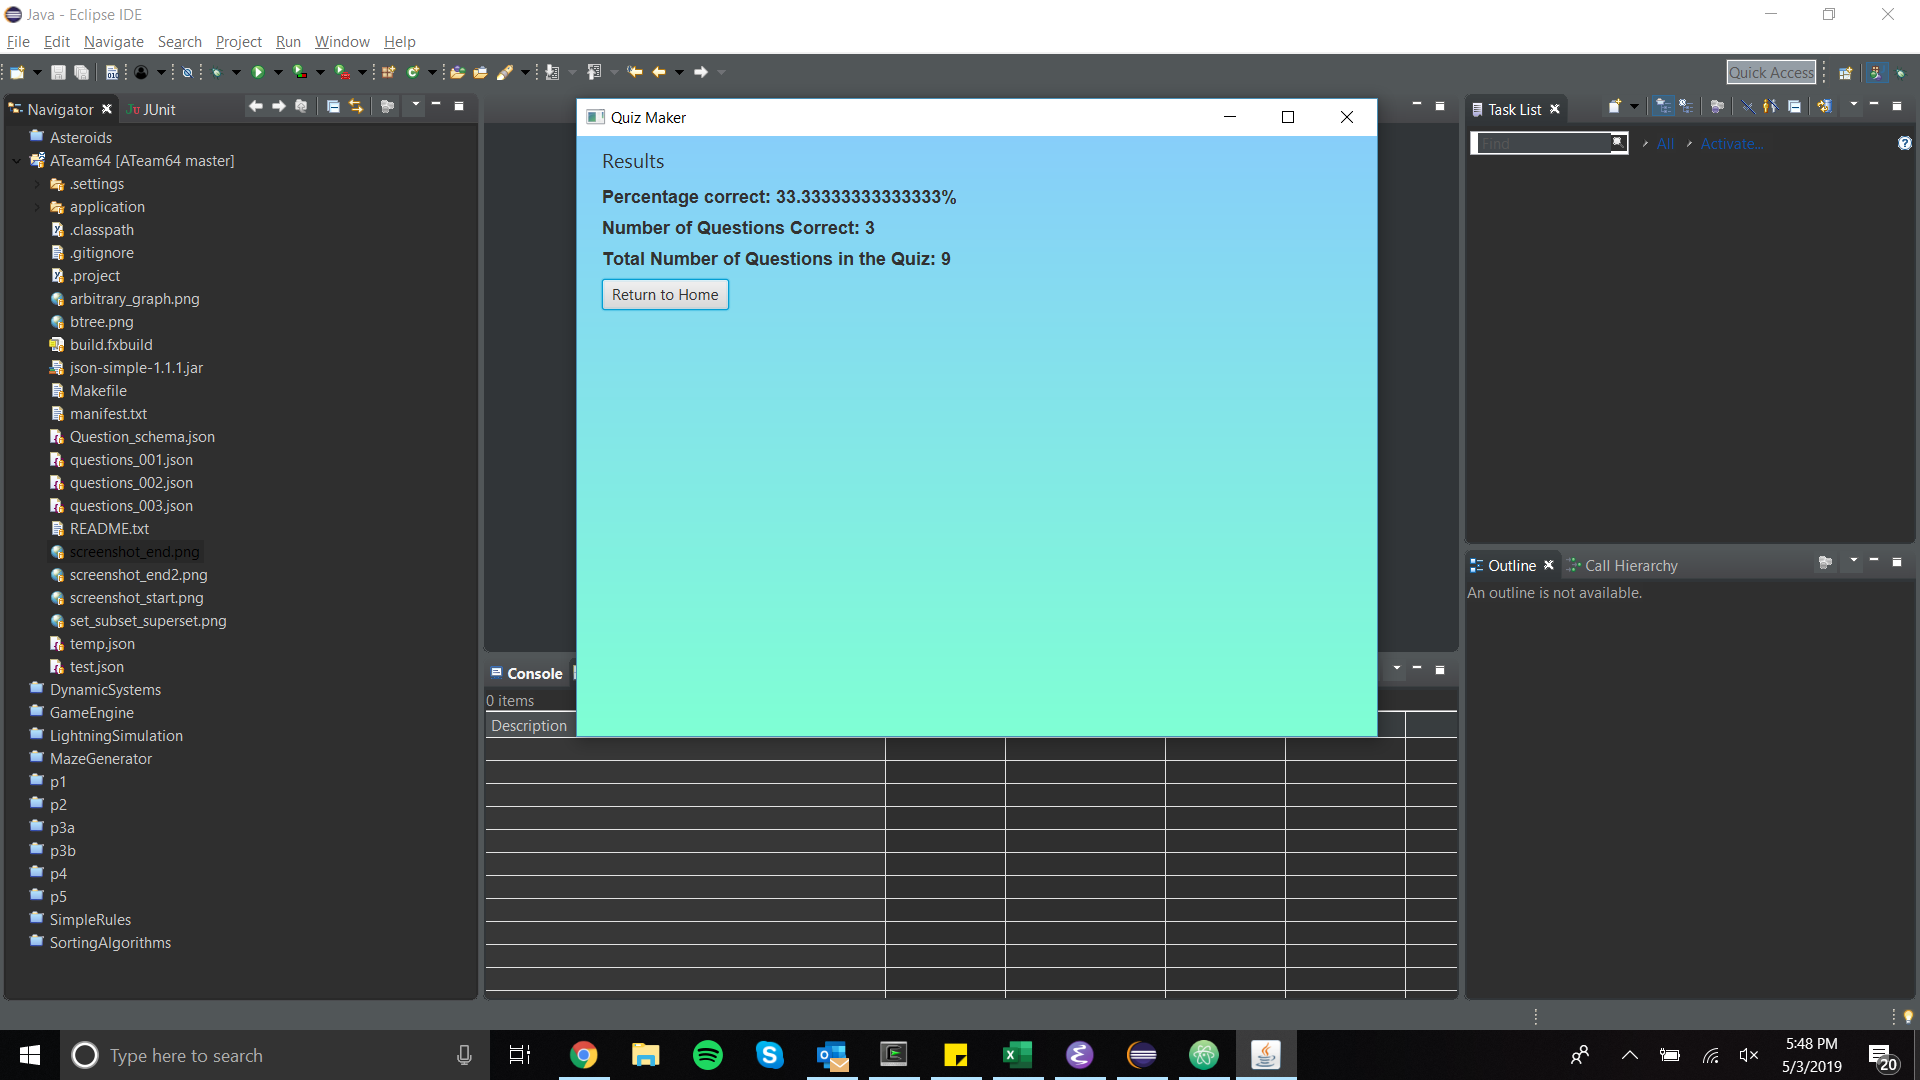 Java - Eclipse IDE
File Edit Navigate Search Project Run Window Help
Quick Access
Navigator
JUnit
Asteroids
ATeam64 [ATeam64 master]
.settings
application
.classpath
.gitignore
.project
arbitrary_graph.png
btree.png
build.fxbuild
json-simple-1.1.1.jar
Makefile
manifest.txt
Question_schema.json
questions_001.json
questions_002.json
questions_003.json
README.txt
screenshot_end.png
screenshot_end2.png
screenshot_start.png
set_subset_superset.png
temp.json
test.json
DynamicSystems
GameEngine
LightningSimulation
MazeGenerator
p1
p2
p3a
p3b
p4
p5
SimpleRules
SortingAlgorithms
Quiz Maker
Results
Percentage correct: 33.33333333333333%
Number of Questions Correct: 3
Total Number of Questions in the Quiz: 9
Return to Home
Console
0 items
Description
Task List
Find
All
Activate...
Outline
Call Hierarchy
An outline is not available.
Type here to search
5:48 PM
5/3/2019
20